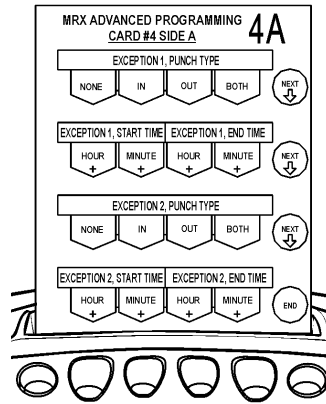 MRX ADVANCED PROGRAMMING
CARD #4 SIDE A
4A
EXCEPTION 1, PUNCH TYPE
NONE IN OUT BOTH NEXT
EXCEPTION 1, START TIME EXCEPTION 1, END TIME
HOUR + MINUTE + HOUR + MINUTE + NEXT
EXCEPTION 2, PUNCH TYPE
NONE IN OUT BOTH NEXT
EXCEPTION 2, START TIME EXCEPTION 2, END TIME
HOUR + MINUTE + HOUR + MINUTE + END